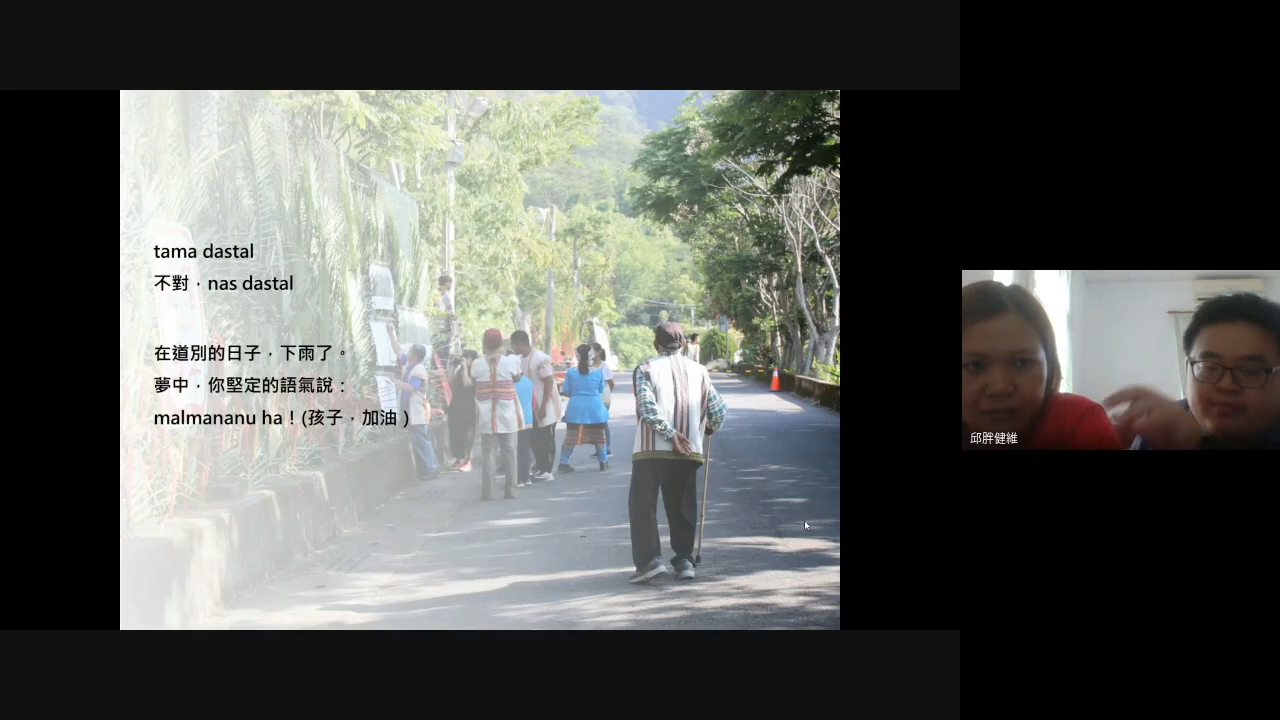 tama dastal
不對，nas dastal
在道別的日子，下雨了。
夢中，你堅定的語氣說：
malmananu ha！(孩子，加油）
邱胖健維